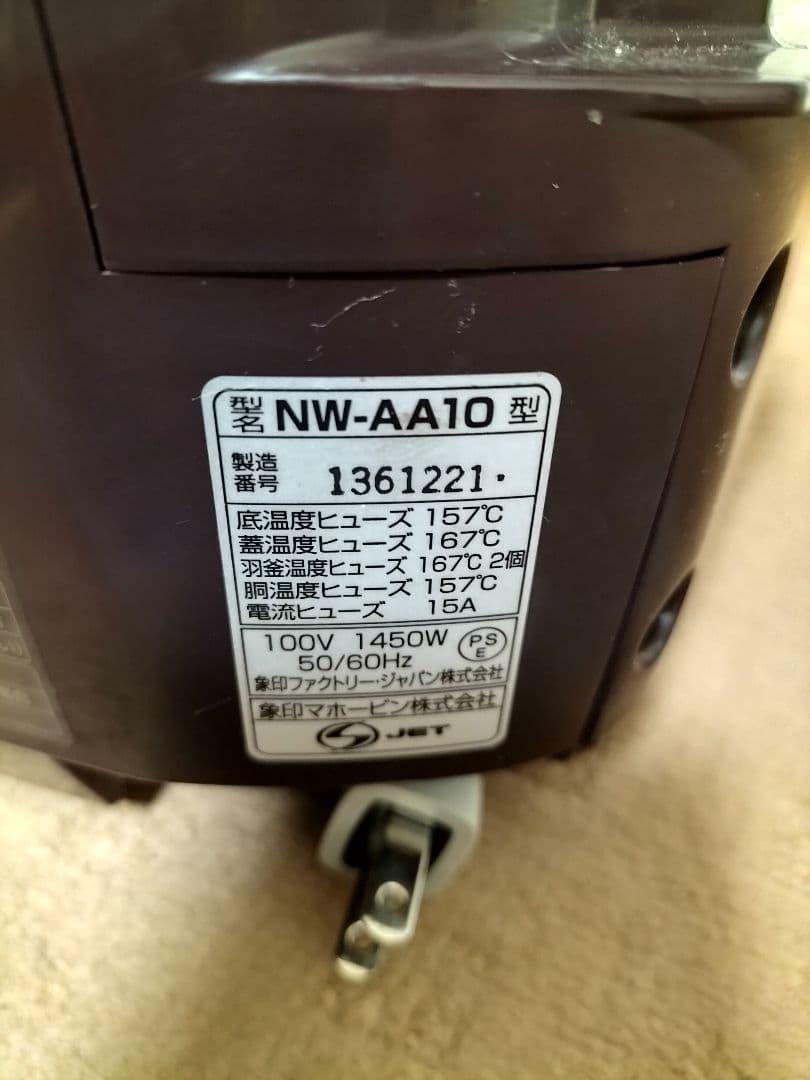 型名 NW-AA10 型
製造番号 1361221.
底温度ヒューズ 157℃
蓋温度ヒューズ 167℃
羽釜温度ヒューズ 167℃ 2個
胴温度ヒューズ 157℃
電流ヒューズ 15A
100V 1450W PSE
50/60Hz
象印ファクトリー・ジャパン株式会社
象印マホービン株式会社
JET